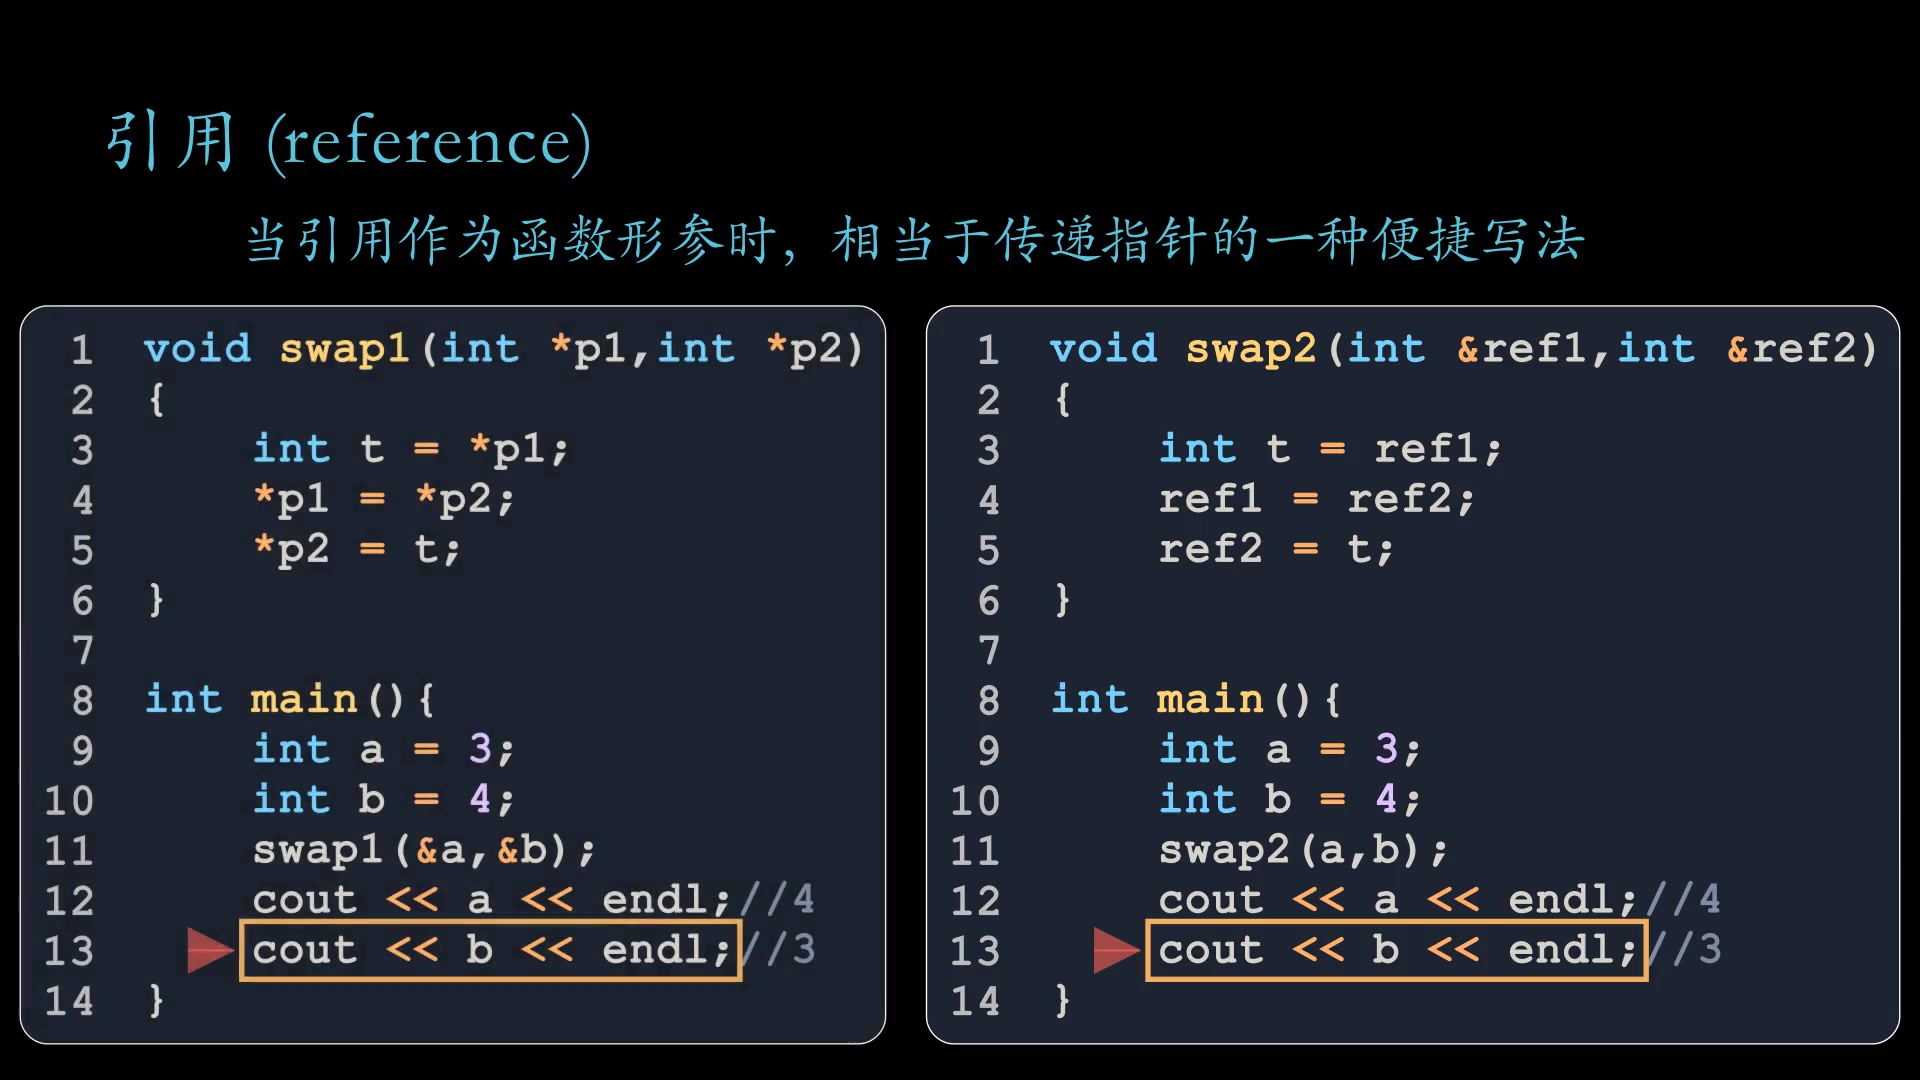 引用 (reference)
当引用作为函数形参时，相当于传递指针的一种便捷写法
1 void swap1(int *p1,int *p2)
2 {
3     int t = *p1;
4     *p1 = *p2;
5     *p2 = t;
6 }
7
8 int main(){
9     int a = 3;
10     int b = 4;
11     swap1(&a,&b);
12     cout << a << endl;//4
13     cout << b << endl;//3
14 }
1 void swap2(int &ref1,int &ref2)
2 {
3     int t = ref1;
4     ref1 = ref2;
5     ref2 = t;
6 }
7
8 int main(){
9     int a = 3;
10     int b = 4;
11     swap2(a,b);
12     cout << a << endl;//4
13     cout << b << endl;//3
14 }